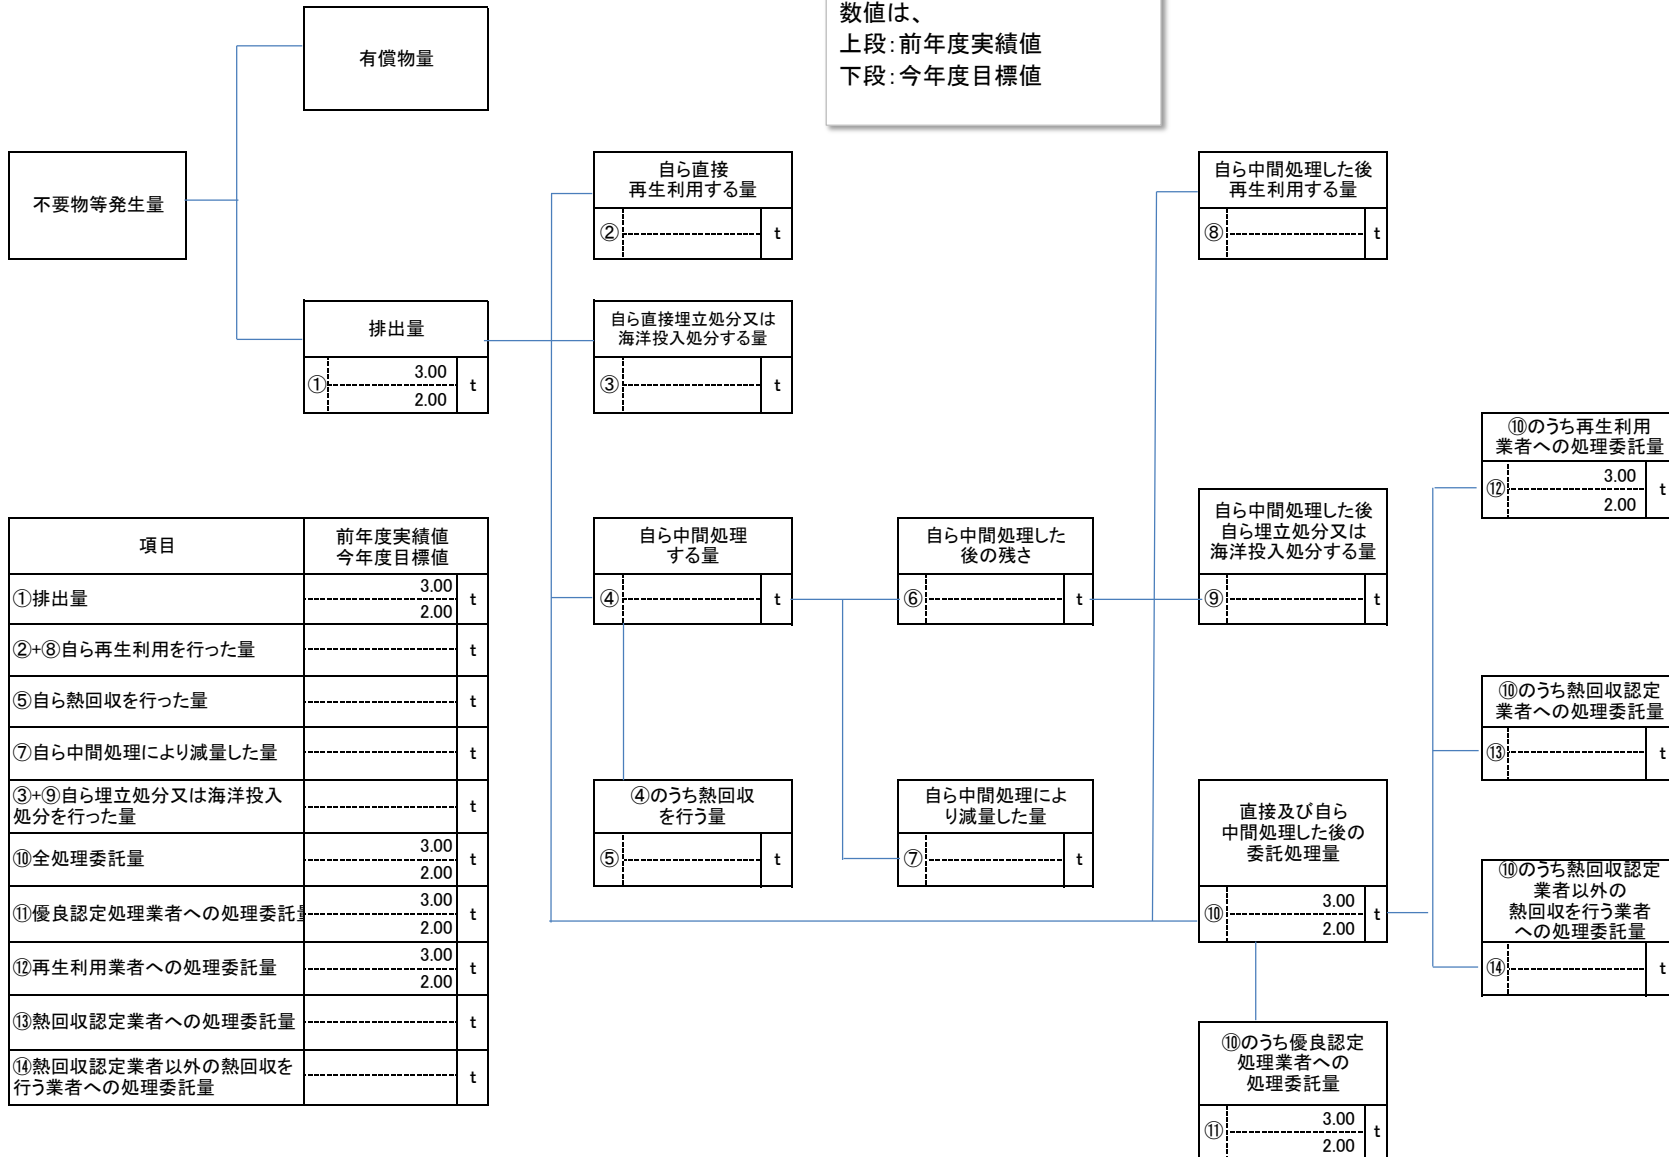 数値は、
上段：前年度実績値
下段：今年度目標値
有償物量
不要物等発生量
自ら直接
再生利用する量
② t
自ら中間処理した後
再生利用する量
⑧ t
排出量
① 3.00 t
2.00
自ら直接埋立処分又は
海洋投入処分する量
③ t
⑩のうち再生利用
業者への処理委託量
⑫ 3.00 t
2.00
項目
前年度実績値
今年度目標値
①排出量 3.00 t
2.00
②+⑧自ら再生利用を行った量 t
⑤自ら熱回収を行った量 t
⑦自ら中間処理により減量した量 t
③+⑨自ら埋立処分又は海洋投入
処分を行った量 t
⑩全処理委託量 3.00 t
2.00
⑪優良認定処理業者への処理委託 3.00 t
2.00
⑫再生利用業者への処理委託量 3.00 t
2.00
⑬熱回収認定業者への処理委託量 t
⑭熱回収認定業者以外の熱回収を
行う業者への処理委託量 t
自ら中間処理
する量
④ t
自ら中間処理した
後の残さ
⑥ t
自ら中間処理した後
自ら埋立処分又は
海洋投入処分する量
⑨ t
⑩のうち熱回収認定
業者への処理委託量
⑬ t
④のうち熱回収
を行う量
⑤ t
自ら中間処理によ
り減量した量
⑦ t
直接及び自ら
中間処理した後の
委託処理量
⑩ 3.00 t
2.00
⑩のうち熱回収認定
業者以外の
熱回収を行う業者
への処理委託量
⑭ t
⑩のうち優良認定
処理業者への
処理委託量
⑪ 3.00 t
2.00